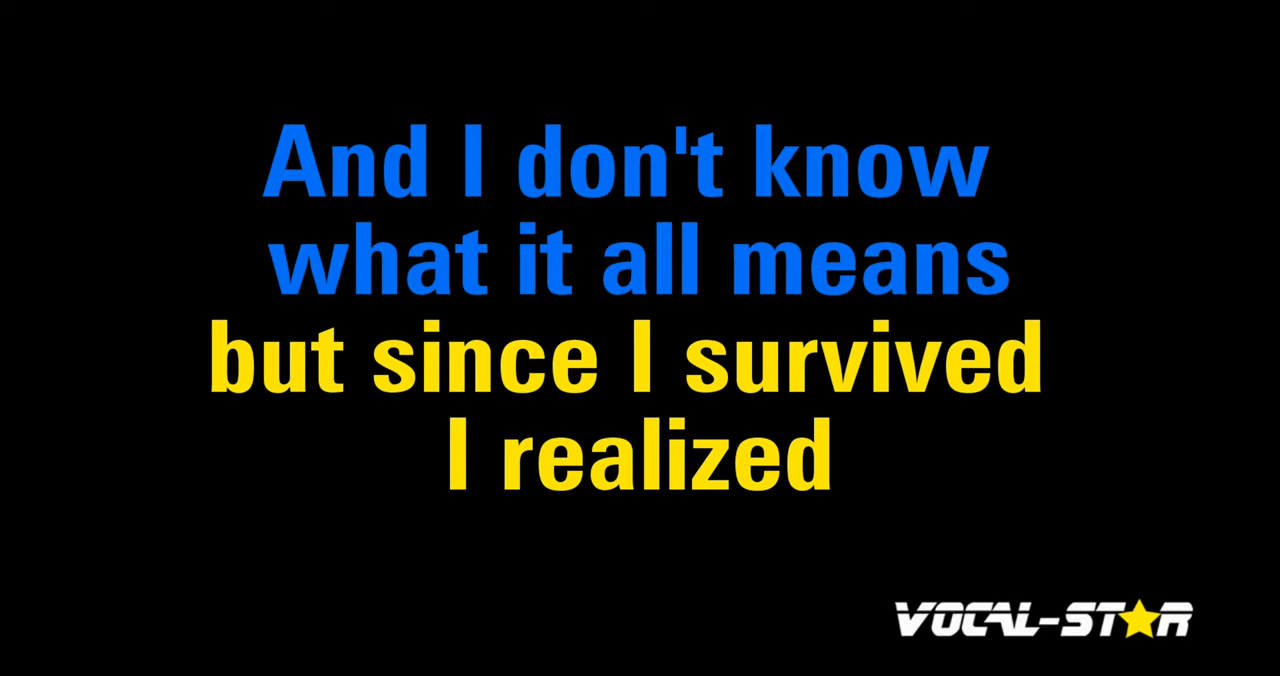 And I don't know
what it all means
but since I survived
I realized
VOCAL-STAR